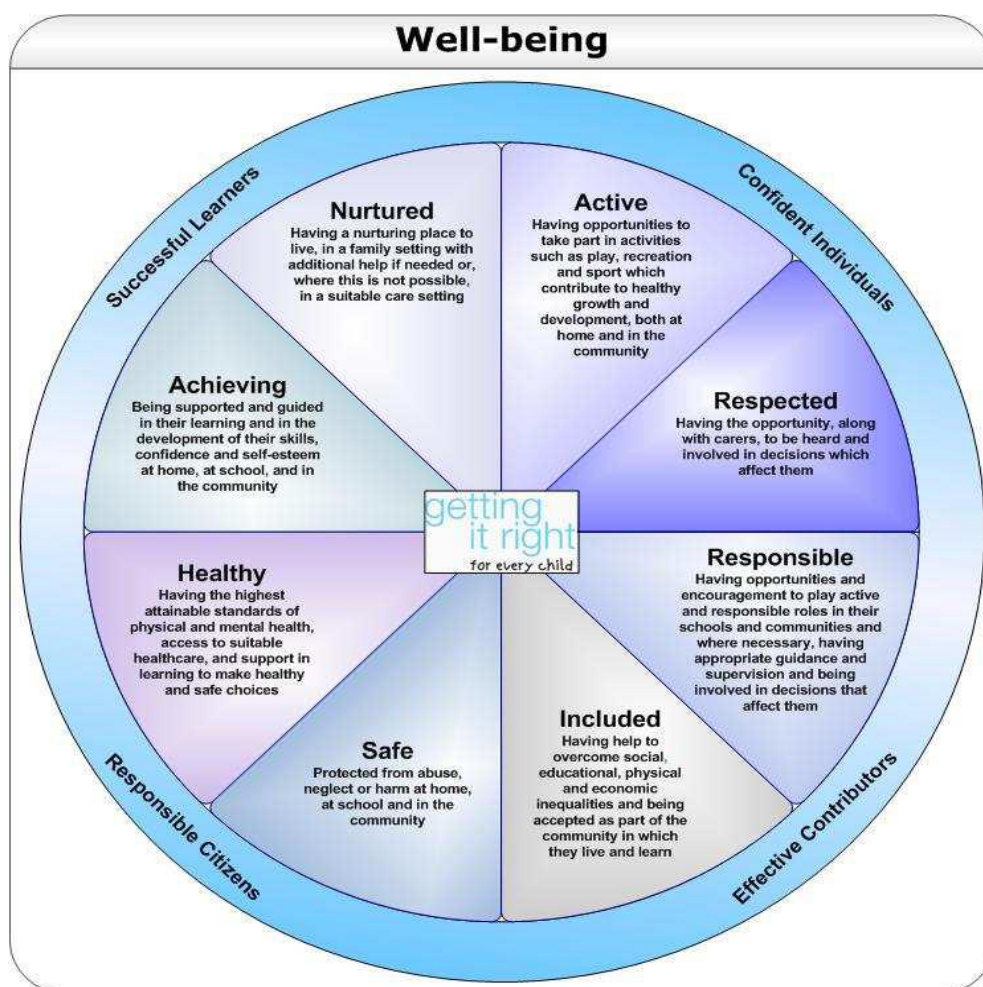 Well-being
Successful Learners
Confident Individuals
Nurtured
Having a nurturing place to
live, in a family setting with
additional help if needed or,
where this is not possible,
in a suitable care setting
Active
Having opportunities to
take part in activities
such as play, recreation
and sport which
contribute to healthy
growth and
development, both at
home and in the
community
Achieving
Being supported and guided
in their learning and in the
development of their skills,
confidence and self-esteem
at home, at school, and in
the community
Respected
Having the opportunity, along
with carers, to be heard and
involved in decisions which
affect them
getting
it right
for every child
Healthy
Having the highest
attainable standards of
physical and mental health,
access to suitable
healthcare, and support in
learning to make healthy
and safe choices
Responsible
Having opportunities and
encouragement to play active
and responsible roles in their
schools and communities and
where necessary, having
appropriate guidance and
supervision and being
involved in decisions that
affect them
Safe
Protected from abuse,
neglect or harm at home,
at school and in the
community
Included
Having help to
overcome social,
educational, physical
and economic
inequalities and being
accepted as part of the
community in which
they live and learn
Responsible Citizens
Effective Contributors